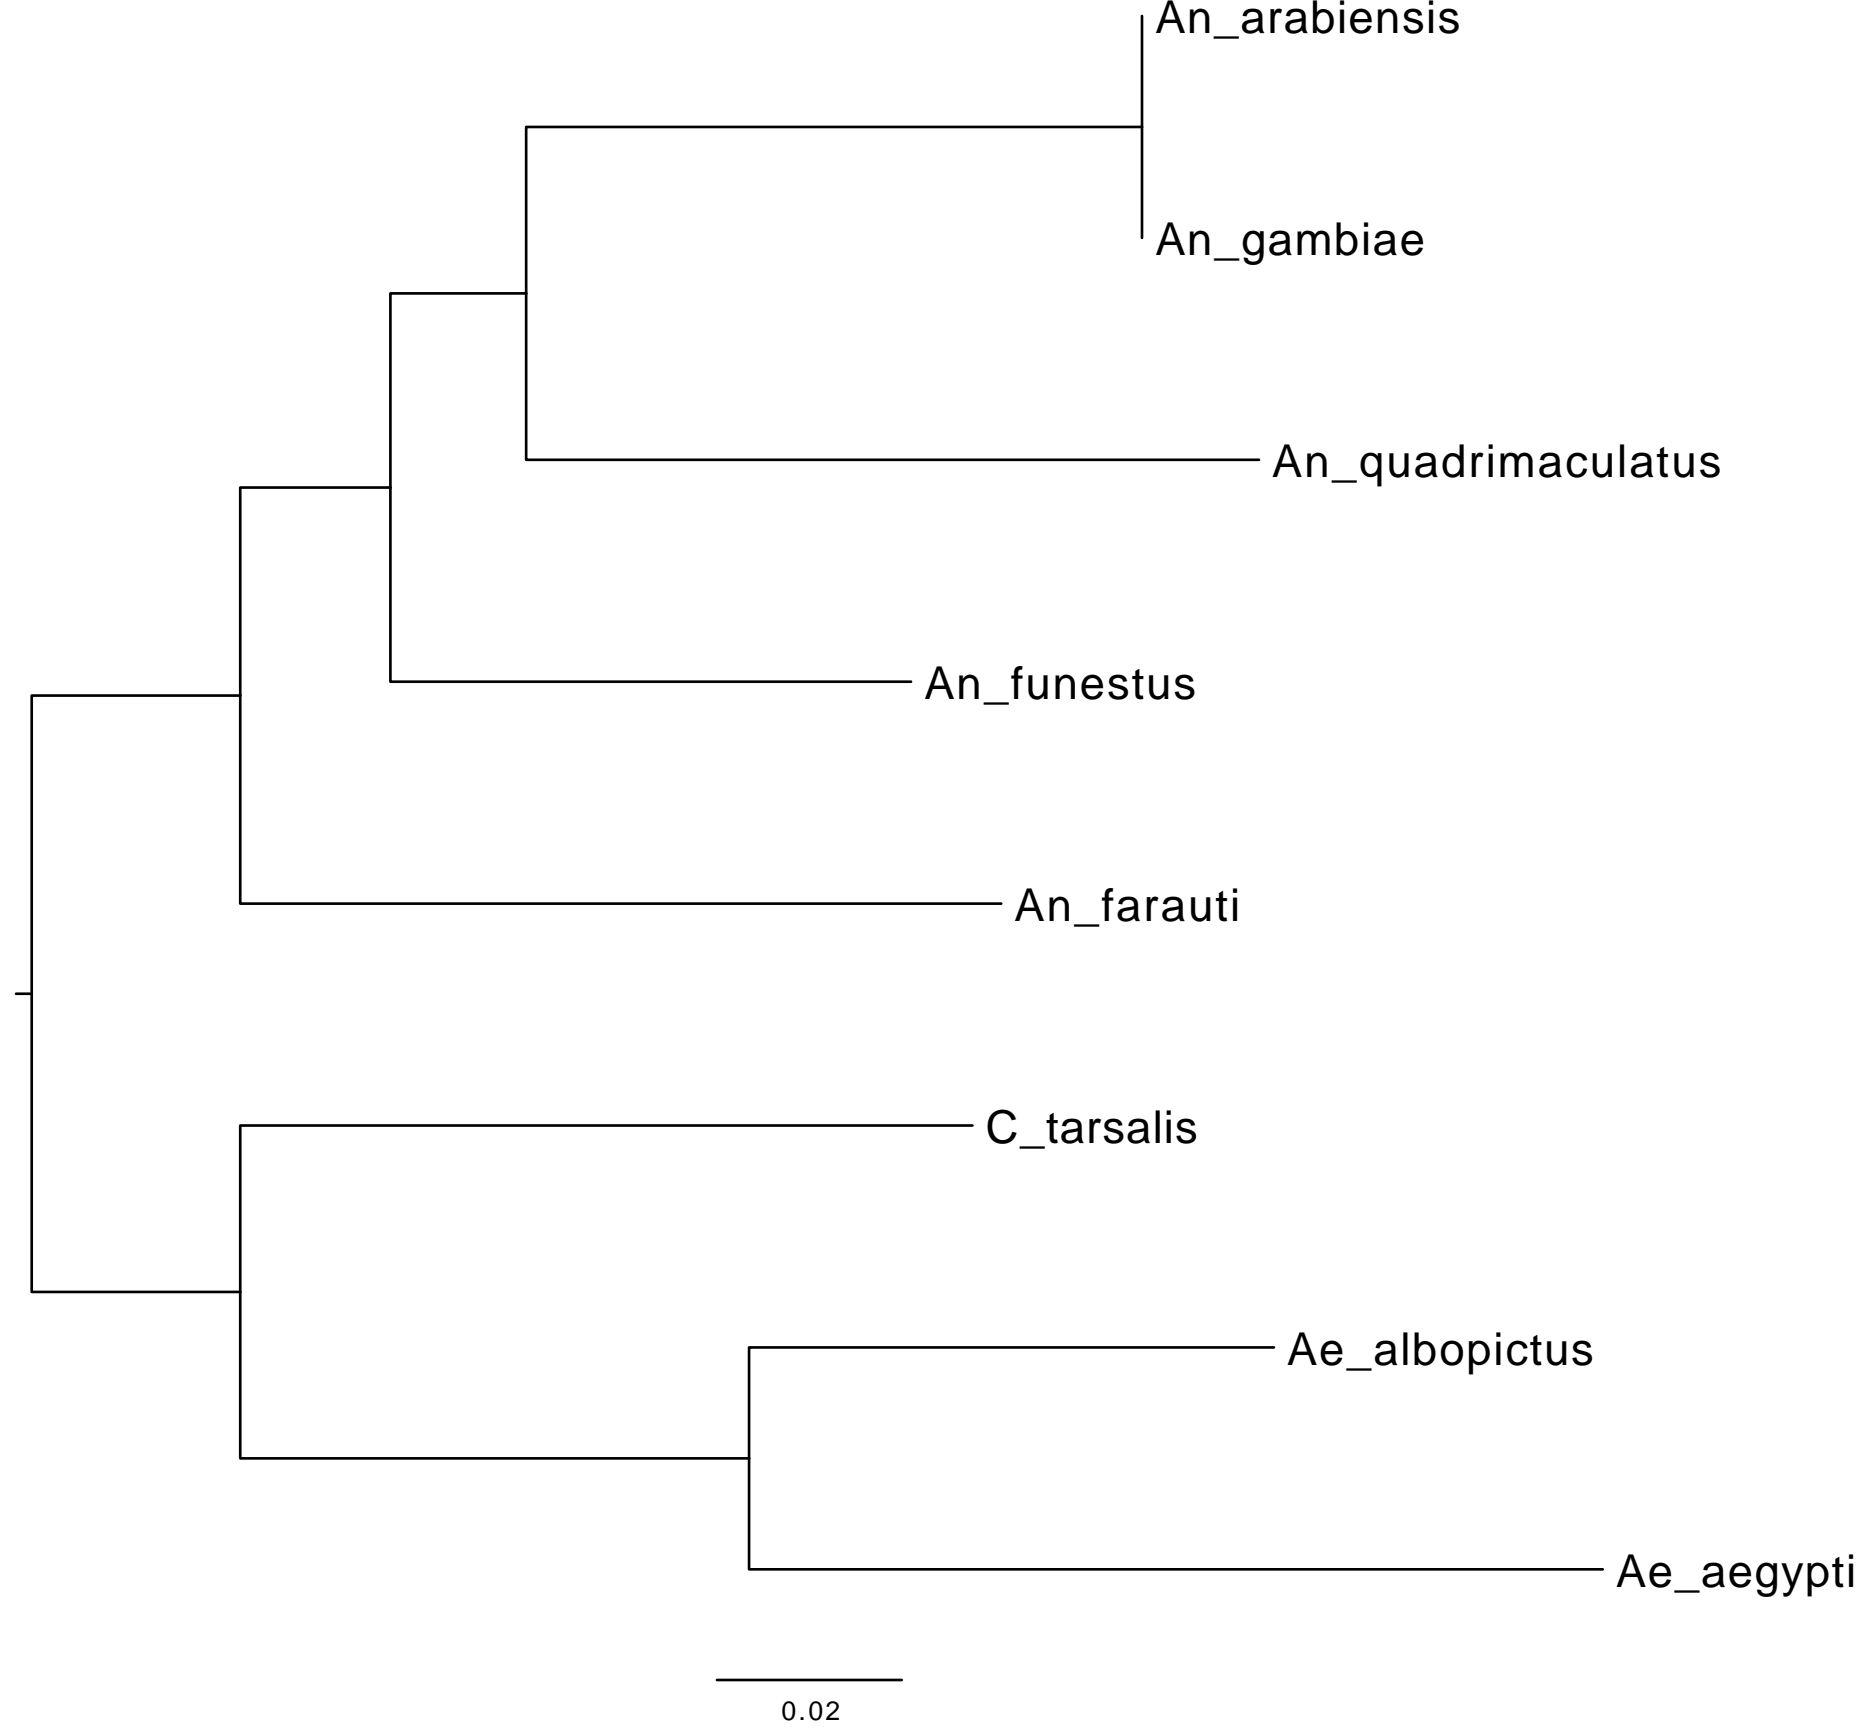 An_arabiensis
An_gambiae
An_quadrimaculatus
An_funestus
An_farauti
C_tarsalis
Ae_albopictus
Ae_aegypti
0.02